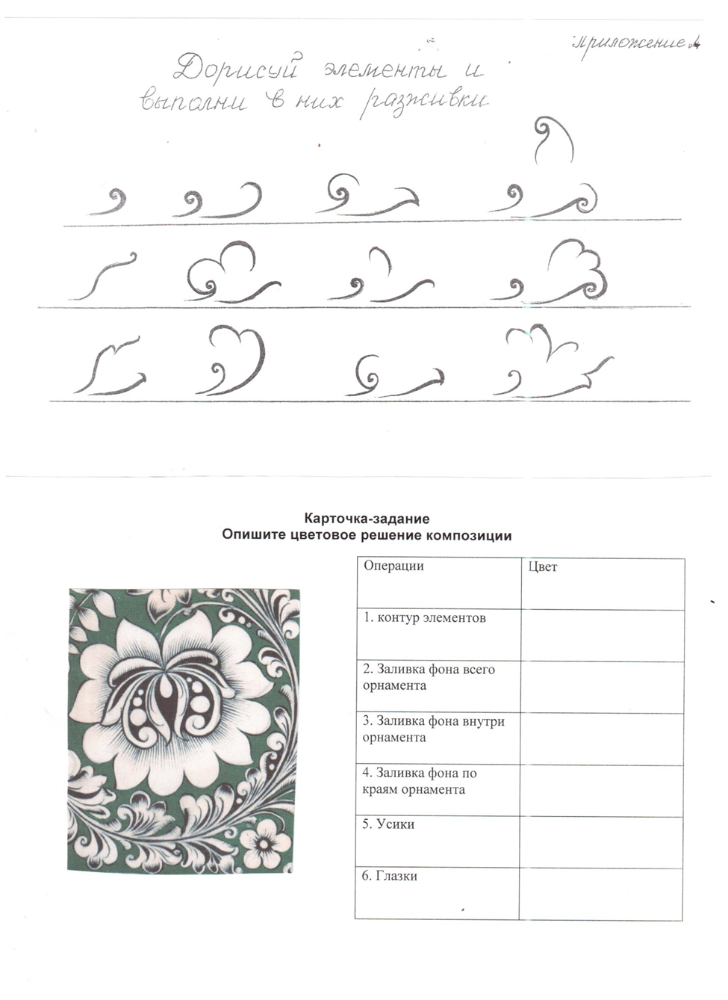 Приложение 4
Дорисуй элементы и
выполни в них разживки
Карточка-задание
Опишите цветовое решение композиции
Операции
Цвет
1. контур элементов
2. Заливка фона всего
орнамента
3. Заливка фона внутри
орнамента
4. Заливка фона по
краям орнамента
5. Усики
6. Глазки